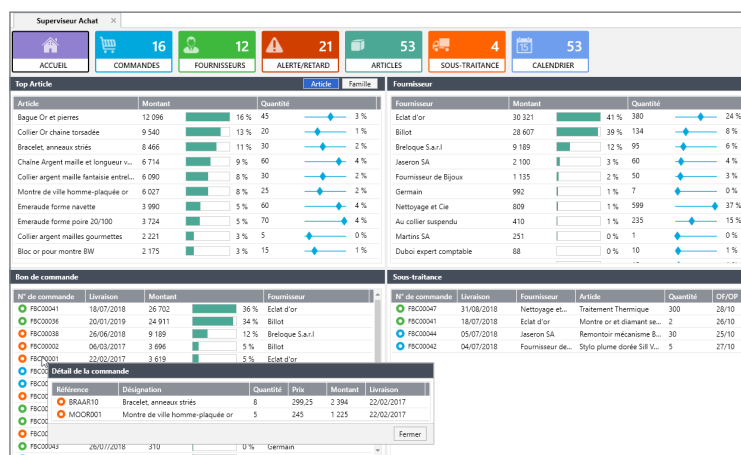 Superviseur Achat ×
16 12 21 53 4 15 53
ACCUEIL COMMANDES FOURNISSEURS ALERTE/RETARD ARTICLES SOUS-TRAITANCE CALENDRIER
Top Article Article Famille
Article Montant Quantité
Bague Or et pierres 12 096 16 % 45 3 %
Collier Or chaine torsadée 9 540 13 % 20 1 %
Bracelet, anneaux striés 8 466 11 % 30 2 %
Chaîne Argent maille et longueur v... 6 714 9 % 60 4 %
Collier argent maille fantaisie entrel... 6 090 8 % 30 2 %
Montre de ville homme-plaquée or 6 027 8 % 25 2 %
Emeraude forme navette 3 990 5 % 60 4 %
Emeraude forme poire 20/100 3 724 5 % 70 4 %
Collier argent mailles gourmettes 2 221 3 % 5 0 %
Bloc or pour montre BW 2 175 3 % 15 1 %
Fournisseur
Fournisseur Montant Quantité
Eclat d'or 30 321 41 % 380 24 %
Billot 28 607 39 % 134 8 %
Breloque S.a.r.l 9 189 12 % 95 6 %
Jaseron SA 2 100 3 % 60 4 %
Fournisseur de Bijoux 1 135 2 % 50 3 %
Germain 992 1 % 7 0 %
Nettoyage et Cie 809 1 % 599 37 %
Au collier suspendu 410 1 % 235 15 %
Martins SA 251 0 % 1 0 %
Duboi expert comptable 88 0 % 10 1 %
Bon de commande
N° de commande Livraison Montant Fournisseur
FBC00041 18/07/2018 26 702 36 % Eclat d'or
FBC00036 20/01/2019 24 911 34 % Billot
FBC00038 26/06/2018 9 189 12 % Breloque S.a.r.l
FBC00002 06/03/2017 3 696 5 % Billot
FBC00001 22/02/2017 3 619 5 % Eclat d'or
Détail de la commande
Référence Désignation Quantité Prix Montant Livraison
BRAAR10 Bracelet, anneaux striés 8 299,25 2 394 22/02/2017
MOOR001 Montre de ville homme-plaquée or 5 245 1 225 22/02/2017
Fermer
FBC00043 26/07/2018 310 0 % Germain
Sous-traitance
N° de commande Livraison Fournisseur Article Quantité OF/OP
FBC00047 31/08/2018 Nettoyage et... Traitement Thermique 300 28/10
FBC00041 18/07/2018 Eclat d'or Montre or et diamant se... 2 26/10
FBC00044 05/07/2018 Jaseron SA Remontoir mécanisme B... 30 25/10
FBC00042 04/07/2018 Fournisseur de... Stylo plume dorée Sill V... 5 27/10